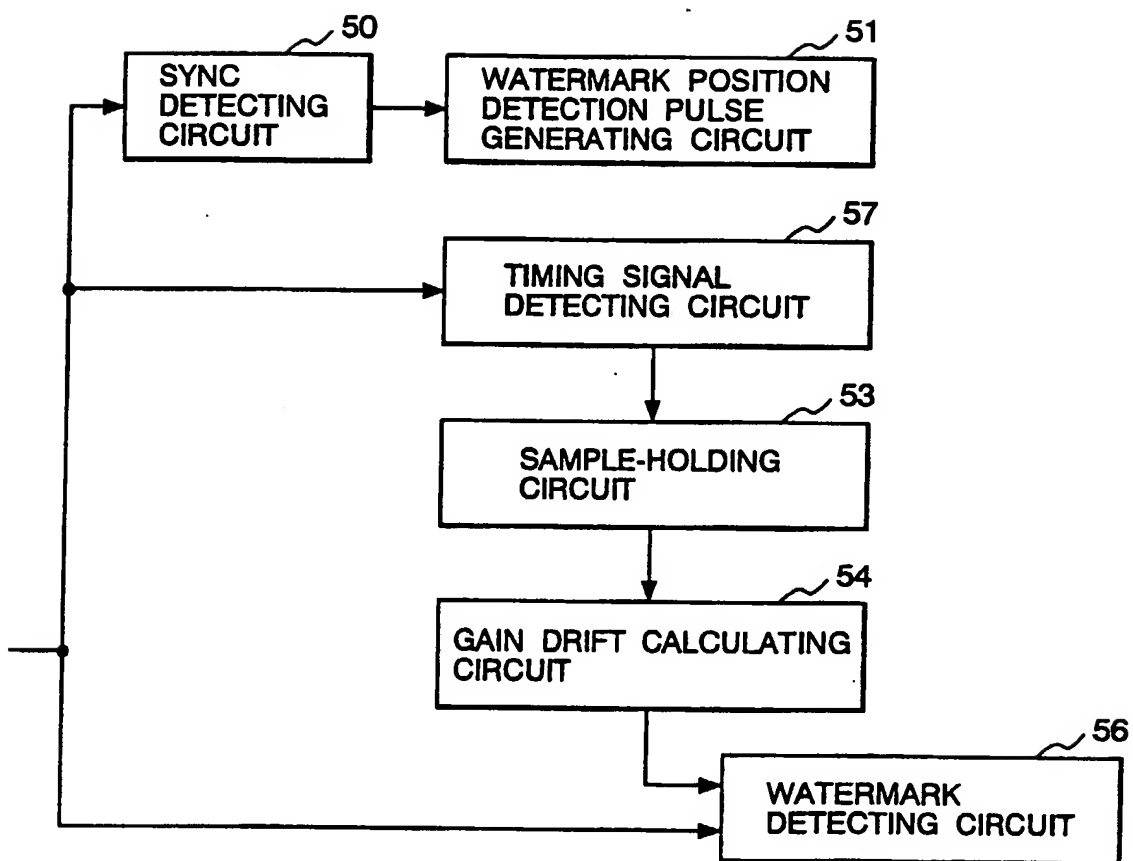 50
SYNC
DETECTING
CIRCUIT
51
WATERMARK POSITION
DETECTION PULSE
GENERATING CIRCUIT
57
TIMING SIGNAL
DETECTING CIRCUIT
53
SAMPLE-HOLDING
CIRCUIT
54
GAIN DRIFT CALCULATING
CIRCUIT
56
WATERMARK
DETECTING CIRCUIT